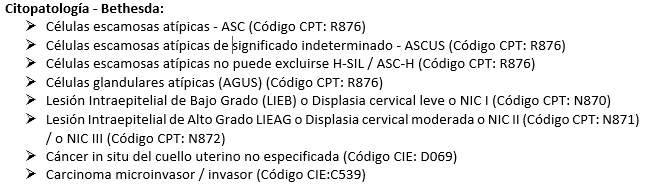 Citopatología - Bethesda:
➤ Células escamosas atípicas - ASC (Código CPT: R876)
➤ Células escamosas atípicas de significado indeterminado - ASCUS (Código CPT: R876)
➤ Células escamosas atípicas no puede excluirse H-SIL / ASC-H (Código CPT: R876)
➤ Células glandulares atípicas (AGUS) (Código CPT: R876)
➤ Lesión Intraepitelial de Bajo Grado (LIEB) o Displasia cervical leve o NIC I (Código CPT: N870)
➤ Lesión Intraepitelial de Alto Grado LIEAG o Displasia cervical moderada o NIC II (Código CPT: N871)
/ o NIC III (Código CPT: N872)
➤ Cáncer in situ del cuello uterino no especificada (Código CIE: D069)
➤ Carcinoma microinvasor / invasor (Código CIE:C539)